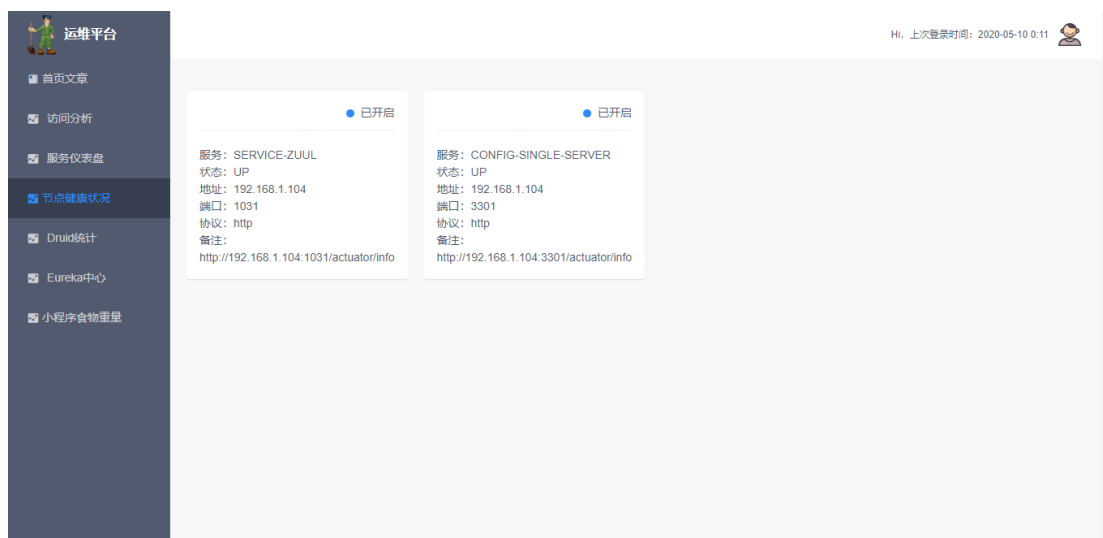 运维平台
Hi，上次登录时间：2020-05-10 0:11
首页文章
访问分析
服务仪表盘
节点健康状况
Druid统计
Eureka中心
小程序食物重量
已开启
服务：SERVICE-ZUUL
状态：UP
地址：192.168.1.104
端口：1031
协议：http
备注：
http://192.168.1.104:1031/actuator/info
已开启
服务：CONFIG-SINGLE-SERVER
状态：UP
地址：192.168.1.104
端口：3301
协议：http
备注：
http://192.168.1.104:3301/actuator/info